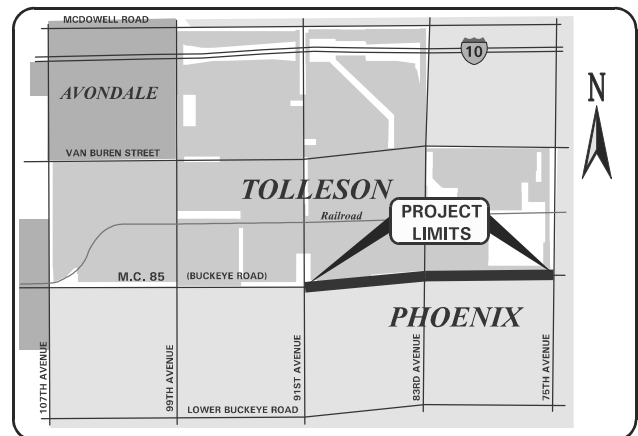 MCDOWELL ROAD
10
AVONDALE
N
VAN BUREN STREET
TOLLESON
Railroad
PROJECT
LIMITS
M.C. 85 (BUCKEYE ROAD)
PHOENIX
107TH AVENUE
99TH AVENUE
91ST AVENUE
83RD AVENUE
75TH AVENUE
LOWER BUCKEYE ROAD